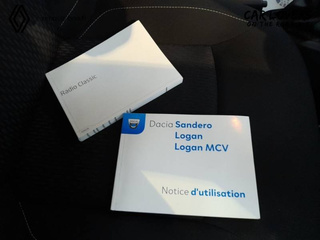 Radio Classic
Dacia Sandero
Logan
Logan MCV
Notice d'utilisation